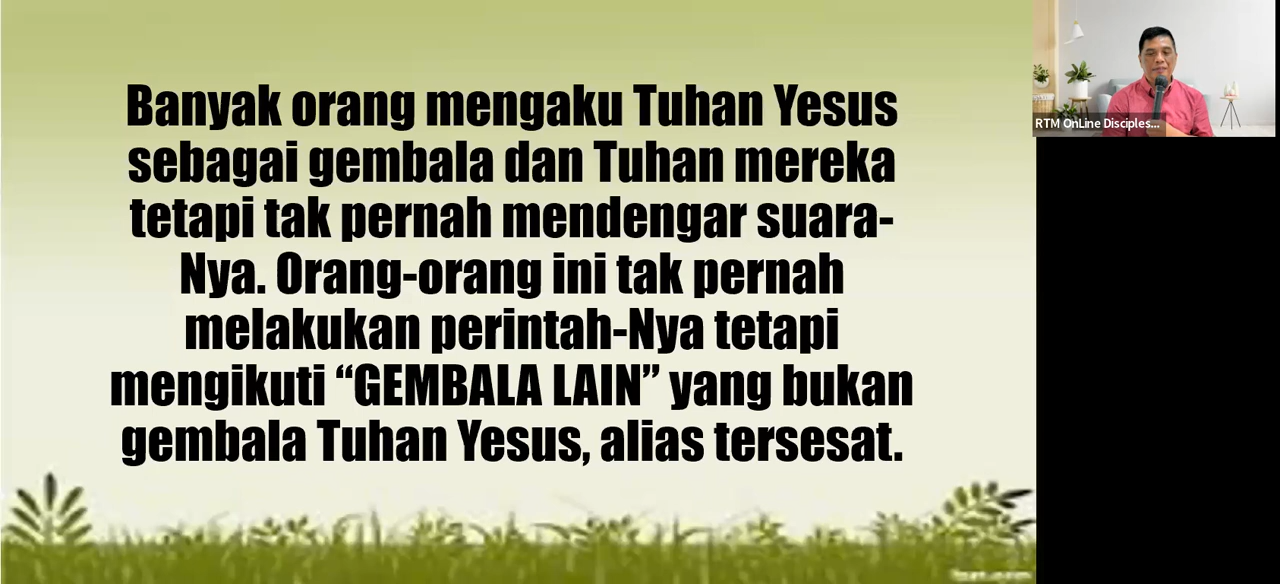 Banyak orang mengaku Tuhan Yesus
sebagai gembala dan Tuhan mereka
tetapi tak pernah mendengar suara-
Nya. Orang-orang ini tak pernah
melakukan perintah-Nya tetapi
mengikuti “GEMBALA LAIN” yang bukan
gembala Tuhan Yesus, alias tersesat.
RTM OnLine Disciples...